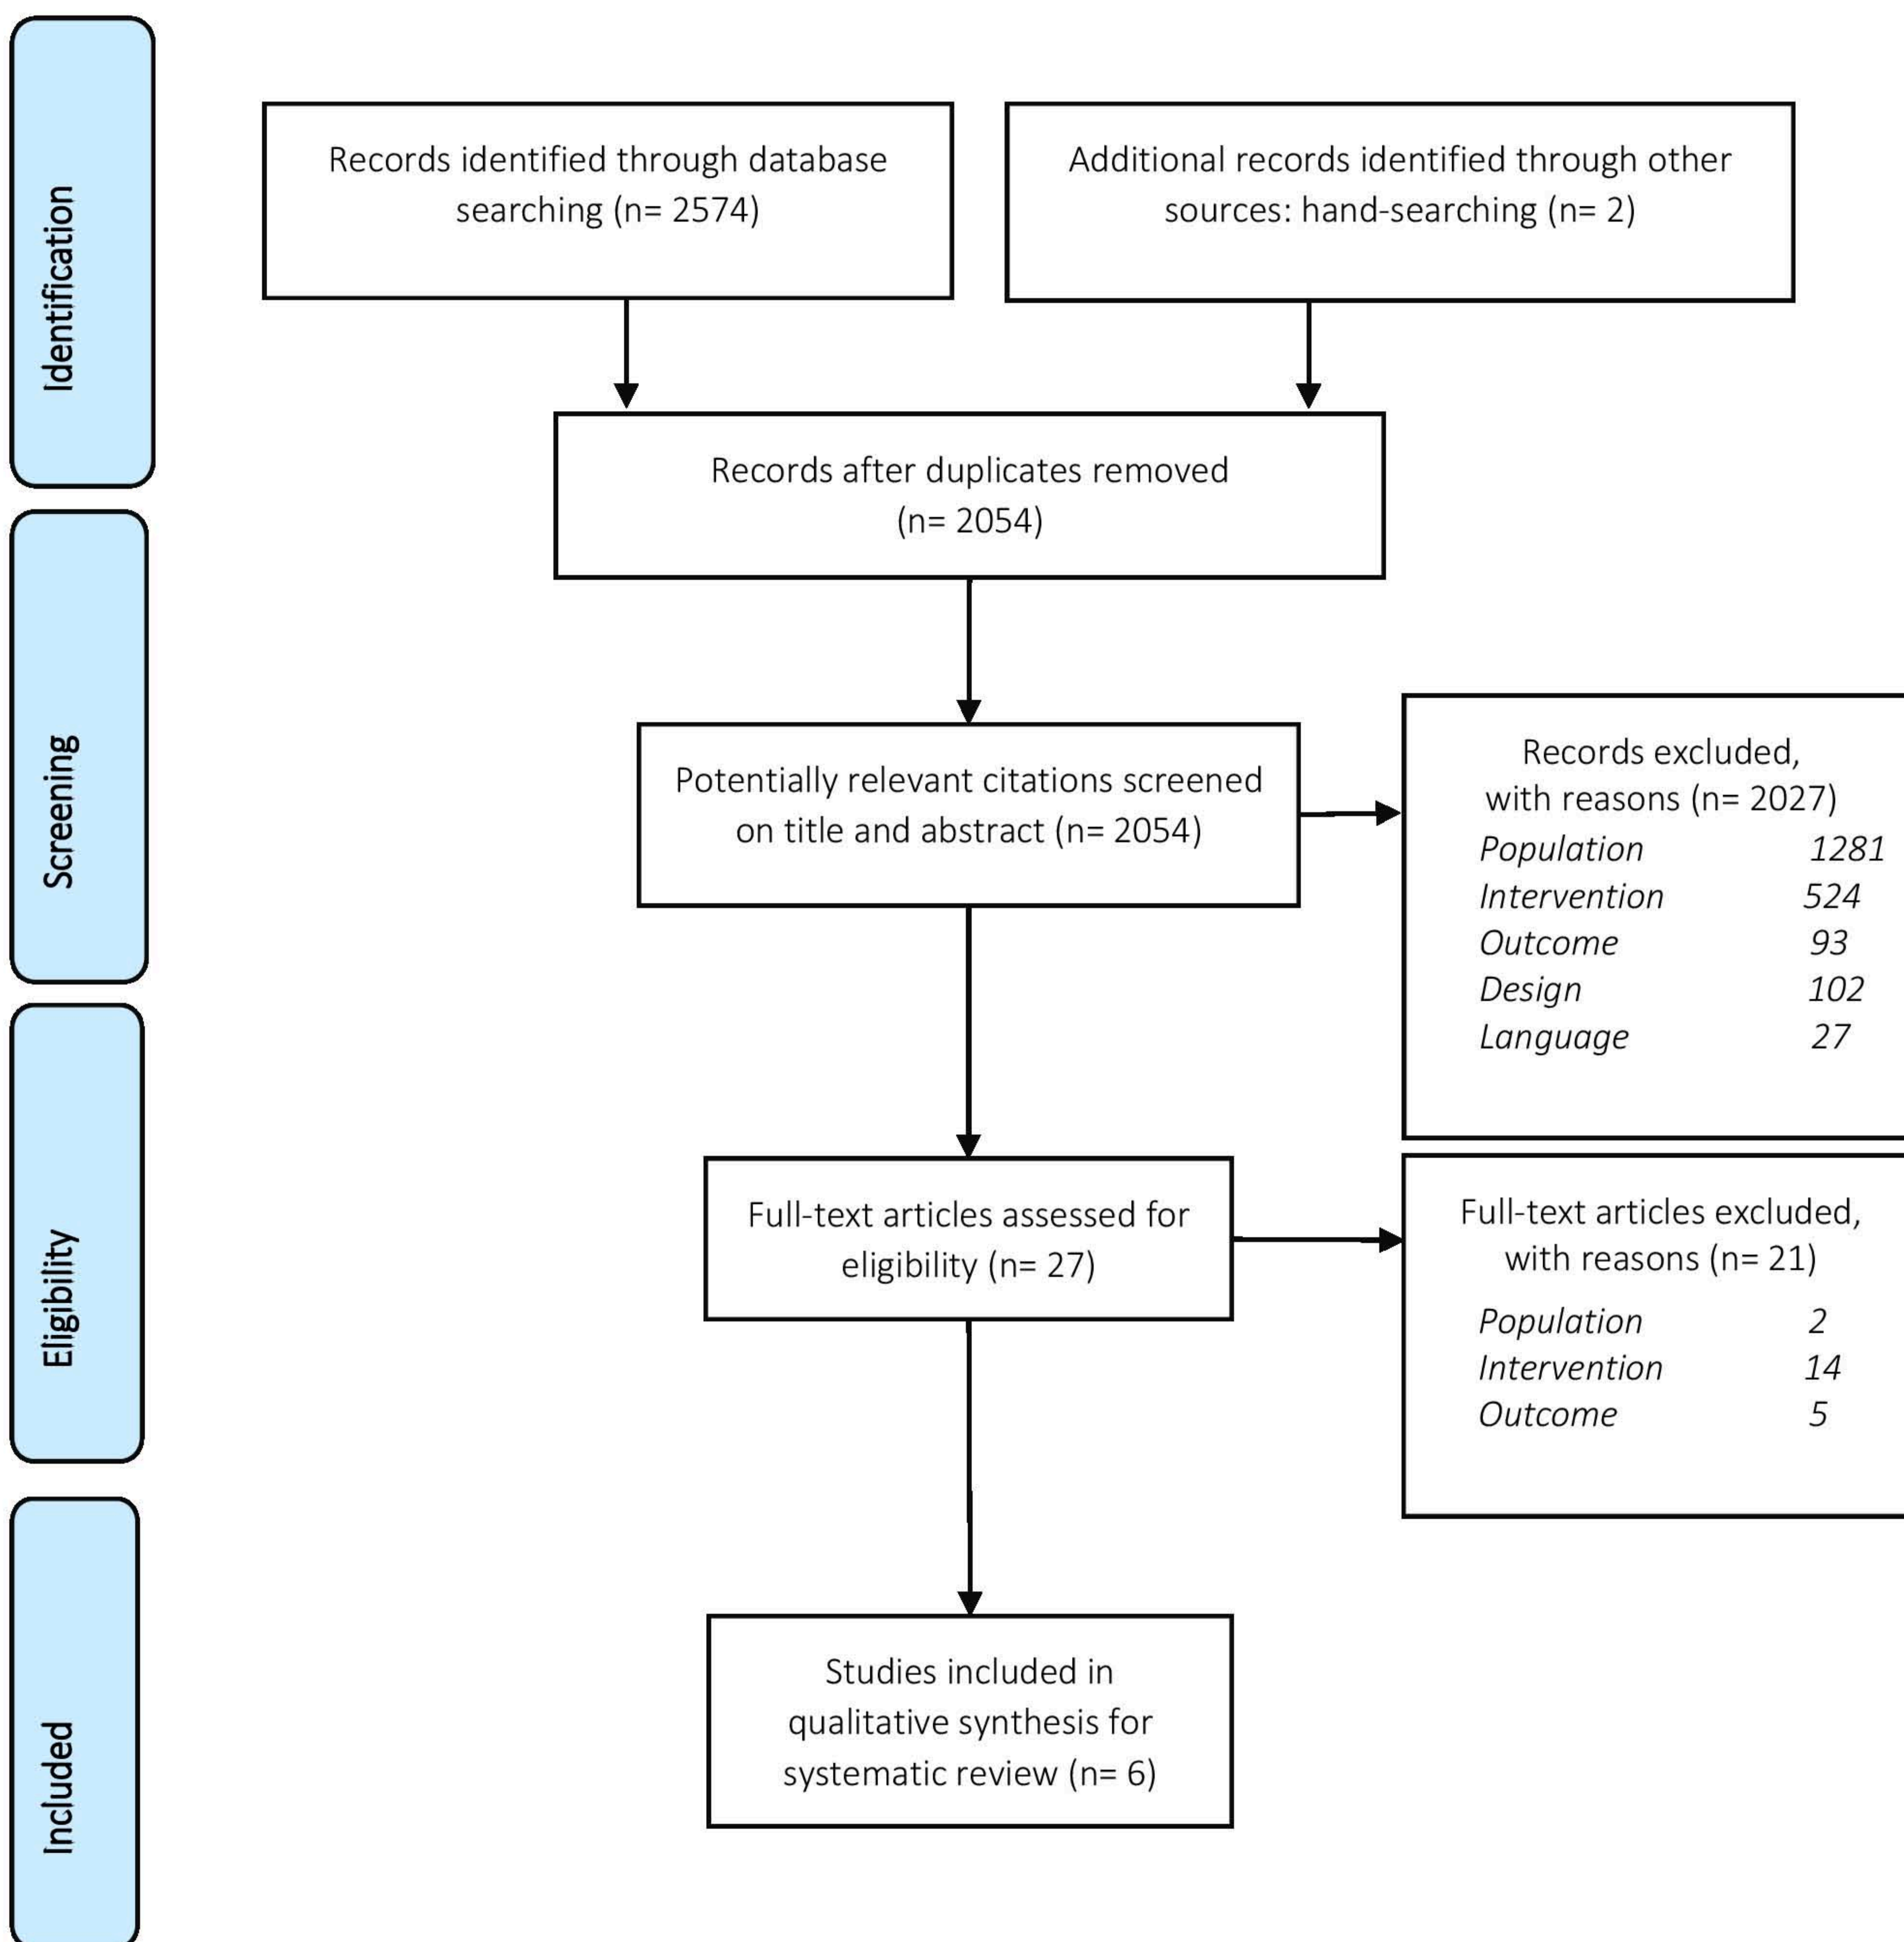 Identification
Records identified through database
searching (n= 2574)
Additional records identified through other
sources: hand-searching (n= 2)
Records after duplicates removed
(n= 2054)
Screening
Potentially relevant citations screened
on title and abstract (n= 2054)
Records excluded,
with reasons (n= 2027)
Population 1281
Intervention 524
Outcome 93
Design 102
Language 27
Eligibility
Full-text articles assessed for
eligibility (n= 27)
Full-text articles excluded,
with reasons (n= 21)
Population 2
Intervention 14
Outcome 5
Included
Studies included in
qualitative synthesis for
systematic review (n= 6)